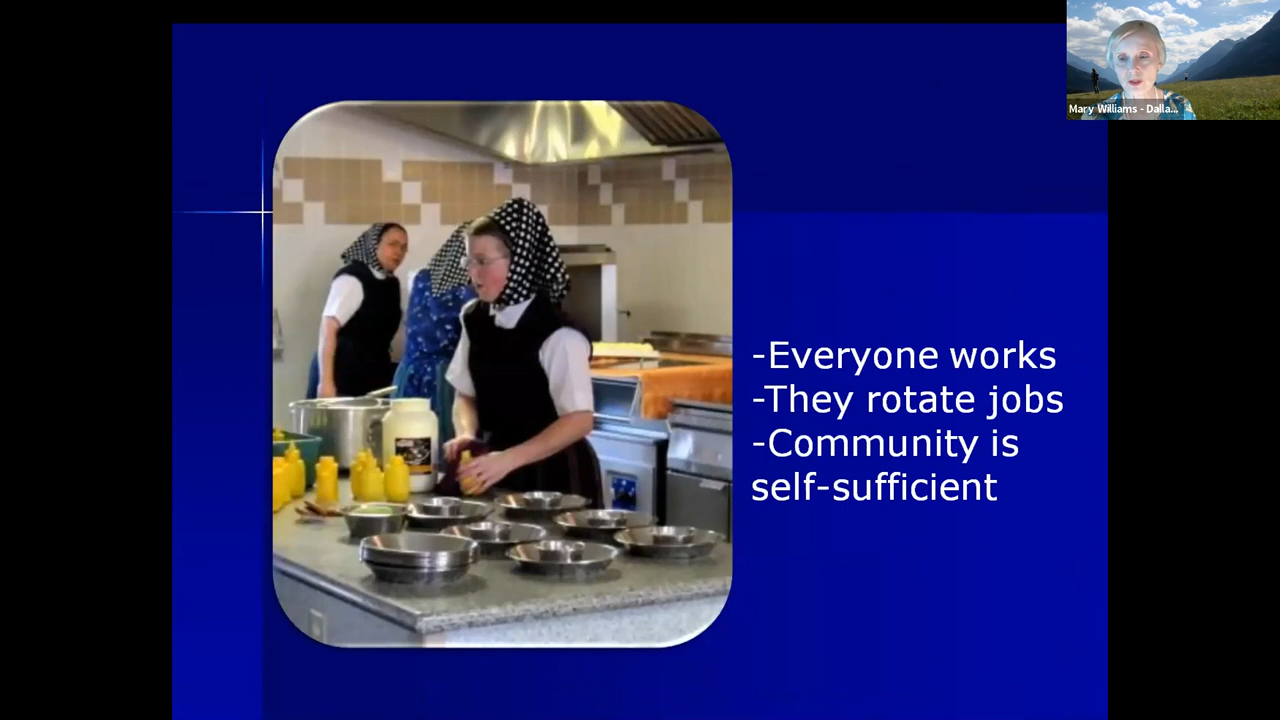 Mary Williams - Dalla...
-Everyone works
-They rotate jobs
-Community is
self-sufficient